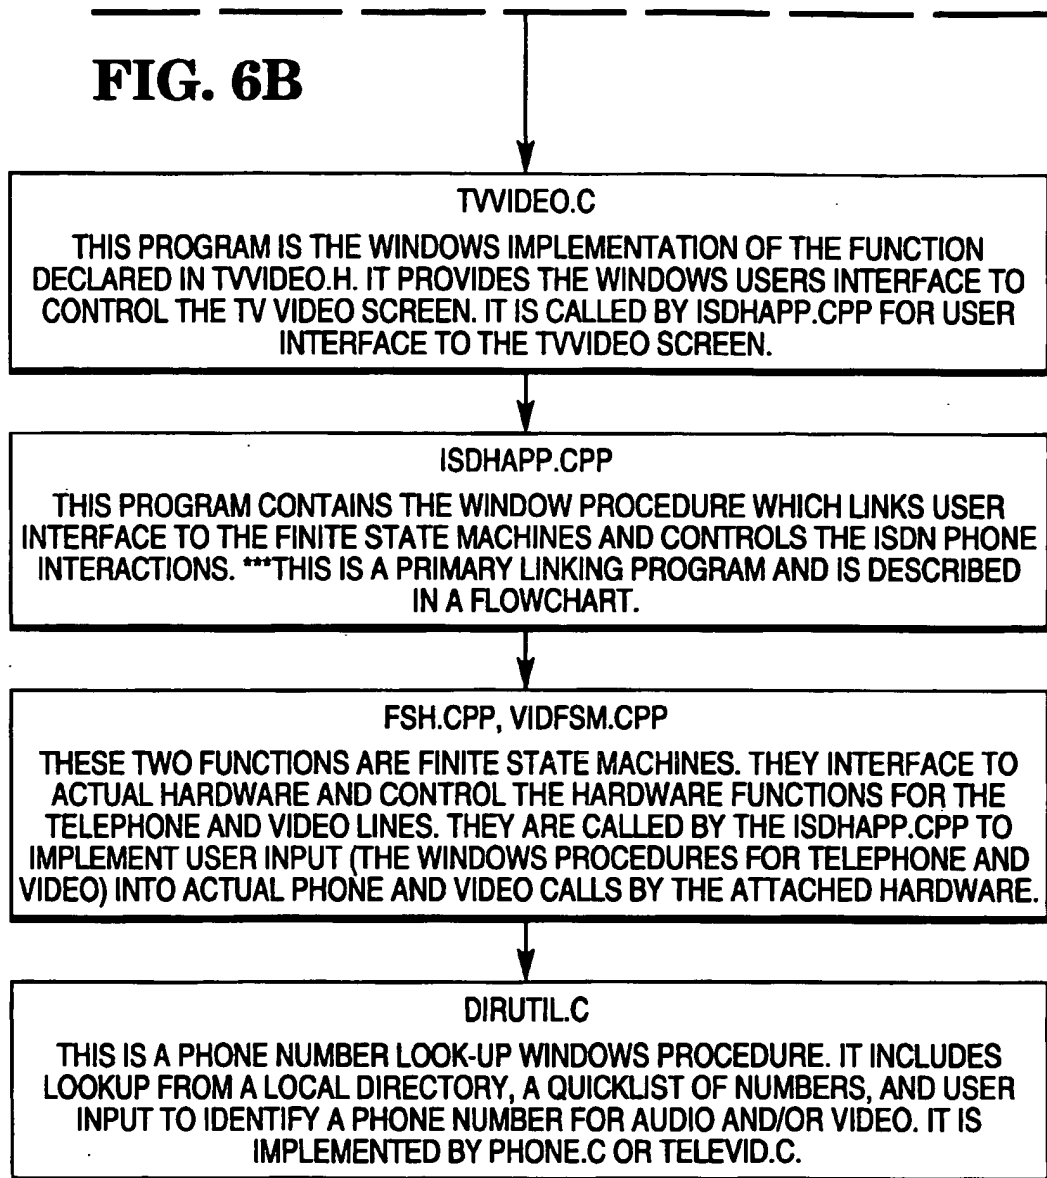 FIG. 6B
TVVIDEO.C
THIS PROGRAM IS THE WINDOWS IMPLEMENTATION OF THE FUNCTION
DECLARED IN TVVIDEO.H. IT PROVIDES THE WINDOWS USERS INTERFACE TO
CONTROL THE TV VIDEO SCREEN. IT IS CALLED BY ISDHAPP.CPP FOR USER
INTERFACE TO THE TVVIDEO SCREEN.
ISDHAPP.CPP
THIS PROGRAM CONTAINS THE WINDOW PROCEDURE WHICH LINKS USER
INTERFACE TO THE FINITE STATE MACHINES AND CONTROLS THE ISDN PHONE
INTERACTIONS. ***THIS IS A PRIMARY LINKING PROGRAM AND IS DESCRIBED
IN A FLOWCHART.
FSH.CPP, VIDFSM.CPP
THESE TWO FUNCTIONS ARE FINITE STATE MACHINES. THEY INTERFACE TO
ACTUAL HARDWARE AND CONTROL THE HARDWARE FUNCTIONS FOR THE
TELEPHONE AND VIDEO LINES. THEY ARE CALLED BY THE ISDHAPP.CPP TO
IMPLEMENT USER INPUT (THE WINDOWS PROCEDURES FOR TELEPHONE AND
VIDEO) INTO ACTUAL PHONE AND VIDEO CALLS BY THE ATTACHED HARDWARE.
DIRUTIL.C
THIS IS A PHONE NUMBER LOOK-UP WINDOWS PROCEDURE. IT INCLUDES
LOOKUP FROM A LOCAL DIRECTORY, A QUICKLIST OF NUMBERS, AND USER
INPUT TO IDENTIFY A PHONE NUMBER FOR AUDIO AND/OR VIDEO. IT IS
IMPLEMENTED BY PHONE.C OR TELEVID.C.